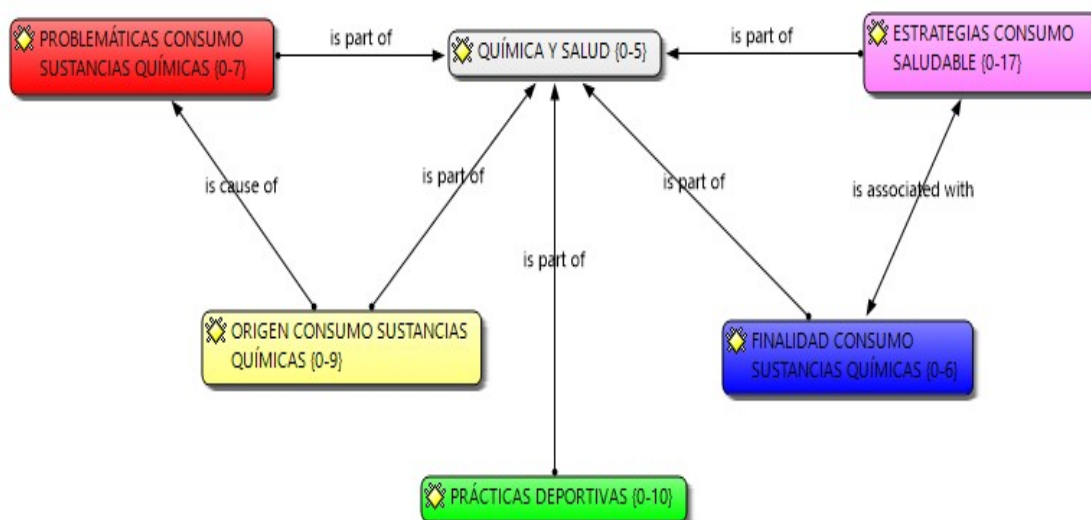 PROBLEMÁTICAS CONSUMO
SUSTANCIAS QUÍMICAS {0-7}
is part of
QUÍMICA Y SALUD {0-5}
is part of
ESTRATEGIAS CONSUMO
SALUDABLE {0-17}
is cause of
is part of
is part of
is associated with
is part of
ORIGEN CONSUMO SUSTANCIAS
QUÍMICAS {0-9}
FINALIDAD CONSUMO
SUSTANCIAS QUÍMICAS {0-6}
PRÁCTICAS DEPORTIVAS {0-10}